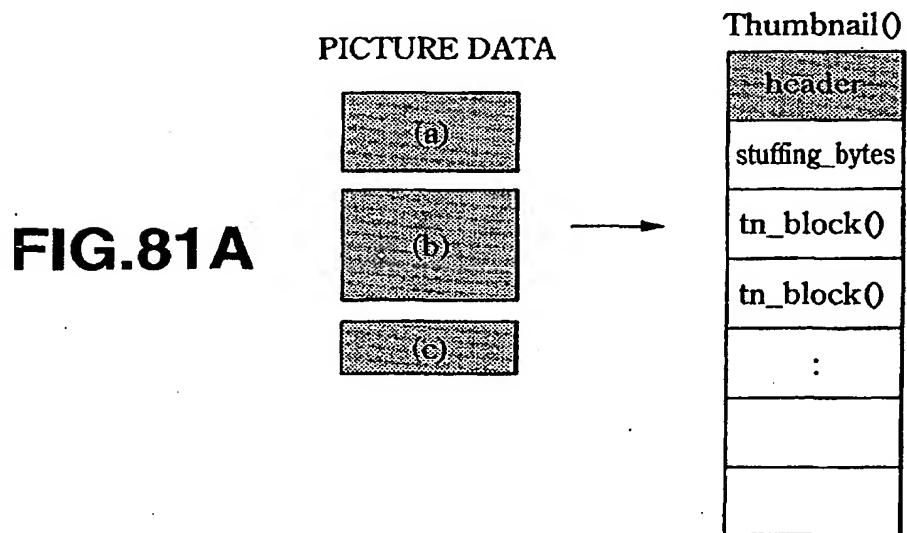 Thumbnail()
PICTURE DATA
header
(a)
stuffing_bytes
FIG.81A
(b)
tn_block()
tn_block()
(c)
: